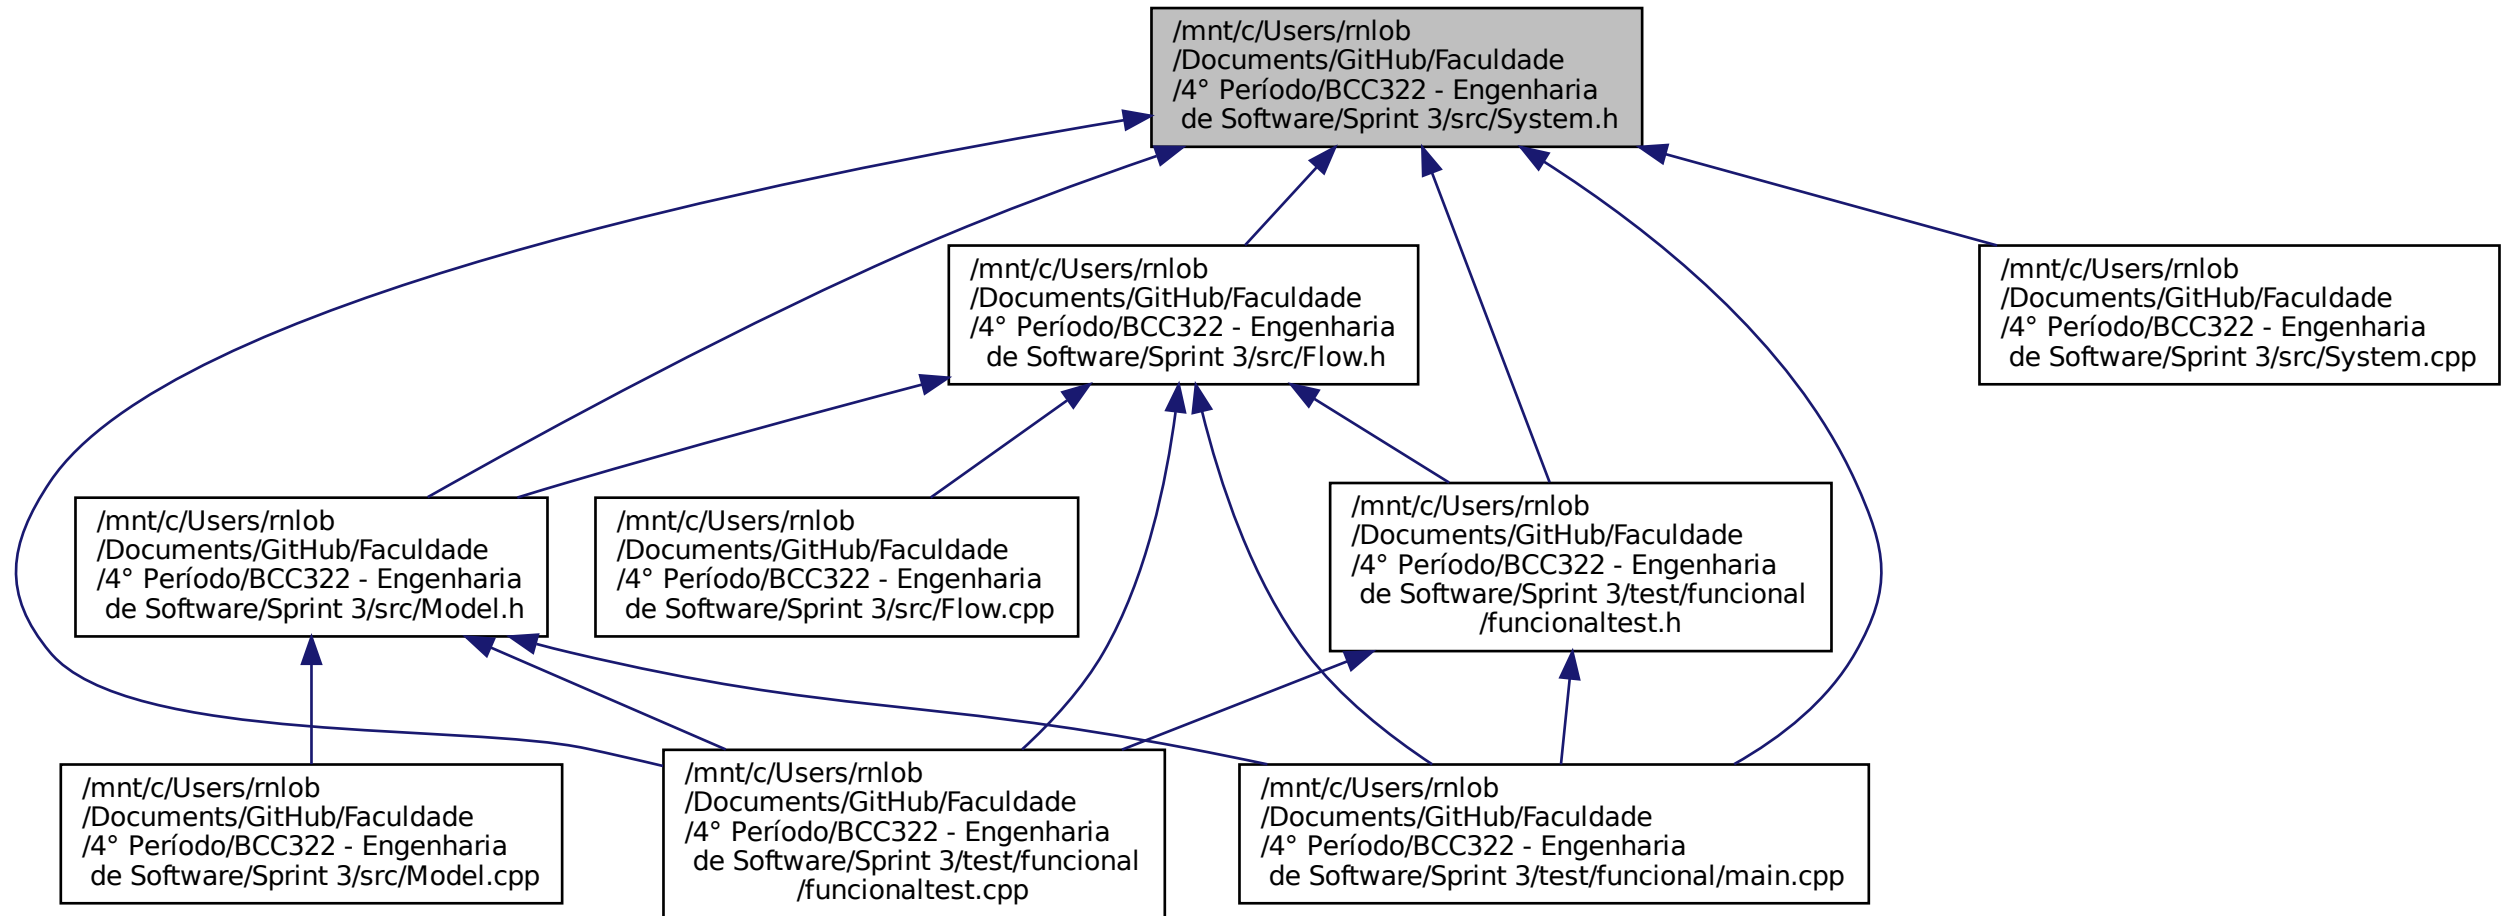 /mnt/c/Users/rnlob
/Documents/GitHub/Faculdade
/4° Período/BCC322 - Engenharia
de Software/Sprint 3/src/System.h
/mnt/c/Users/rnlob
/Documents/GitHub/Faculdade
/4° Período/BCC322 - Engenharia
de Software/Sprint 3/src/Flow.h
/mnt/c/Users/rnlob
/Documents/GitHub/Faculdade
/4° Período/BCC322 - Engenharia
de Software/Sprint 3/src/System.cpp
/mnt/c/Users/rnlob
/Documents/GitHub/Faculdade
/4° Período/BCC322 - Engenharia
de Software/Sprint 3/src/Model.h
/mnt/c/Users/rnlob
/Documents/GitHub/Faculdade
/4° Período/BCC322 - Engenharia
de Software/Sprint 3/src/Flow.cpp
/mnt/c/Users/rnlob
/Documents/GitHub/Faculdade
/4° Período/BCC322 - Engenharia
de Software/Sprint 3/test/funcional
/funcionaltest.h
/mnt/c/Users/rnlob
/Documents/GitHub/Faculdade
/4° Período/BCC322 - Engenharia
de Software/Sprint 3/src/Model.cpp
/mnt/c/Users/rnlob
/Documents/GitHub/Faculdade
/4° Período/BCC322 - Engenharia
de Software/Sprint 3/test/funcional
/funcionaltest.cpp
/mnt/c/Users/rnlob
/Documents/GitHub/Faculdade
/4° Período/BCC322 - Engenharia
de Software/Sprint 3/test/funcional/main.cpp